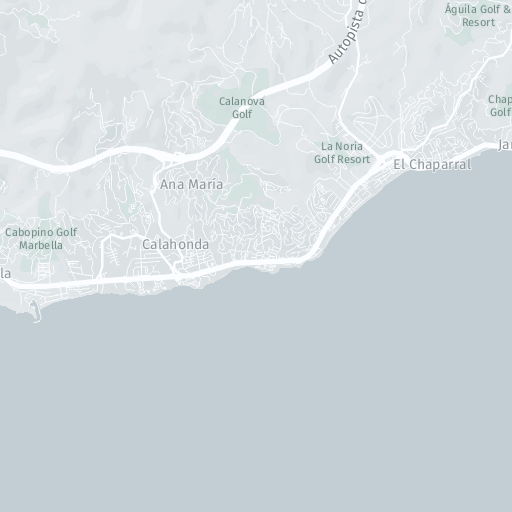 Águila Golf &
Resort
Autopista d
Calanova
Golf
Chap
Golf
La Noria
Golf Resort
Jar
El Chaparral
Ana María
Cabopino Golf
Marbella
Calahonda
la